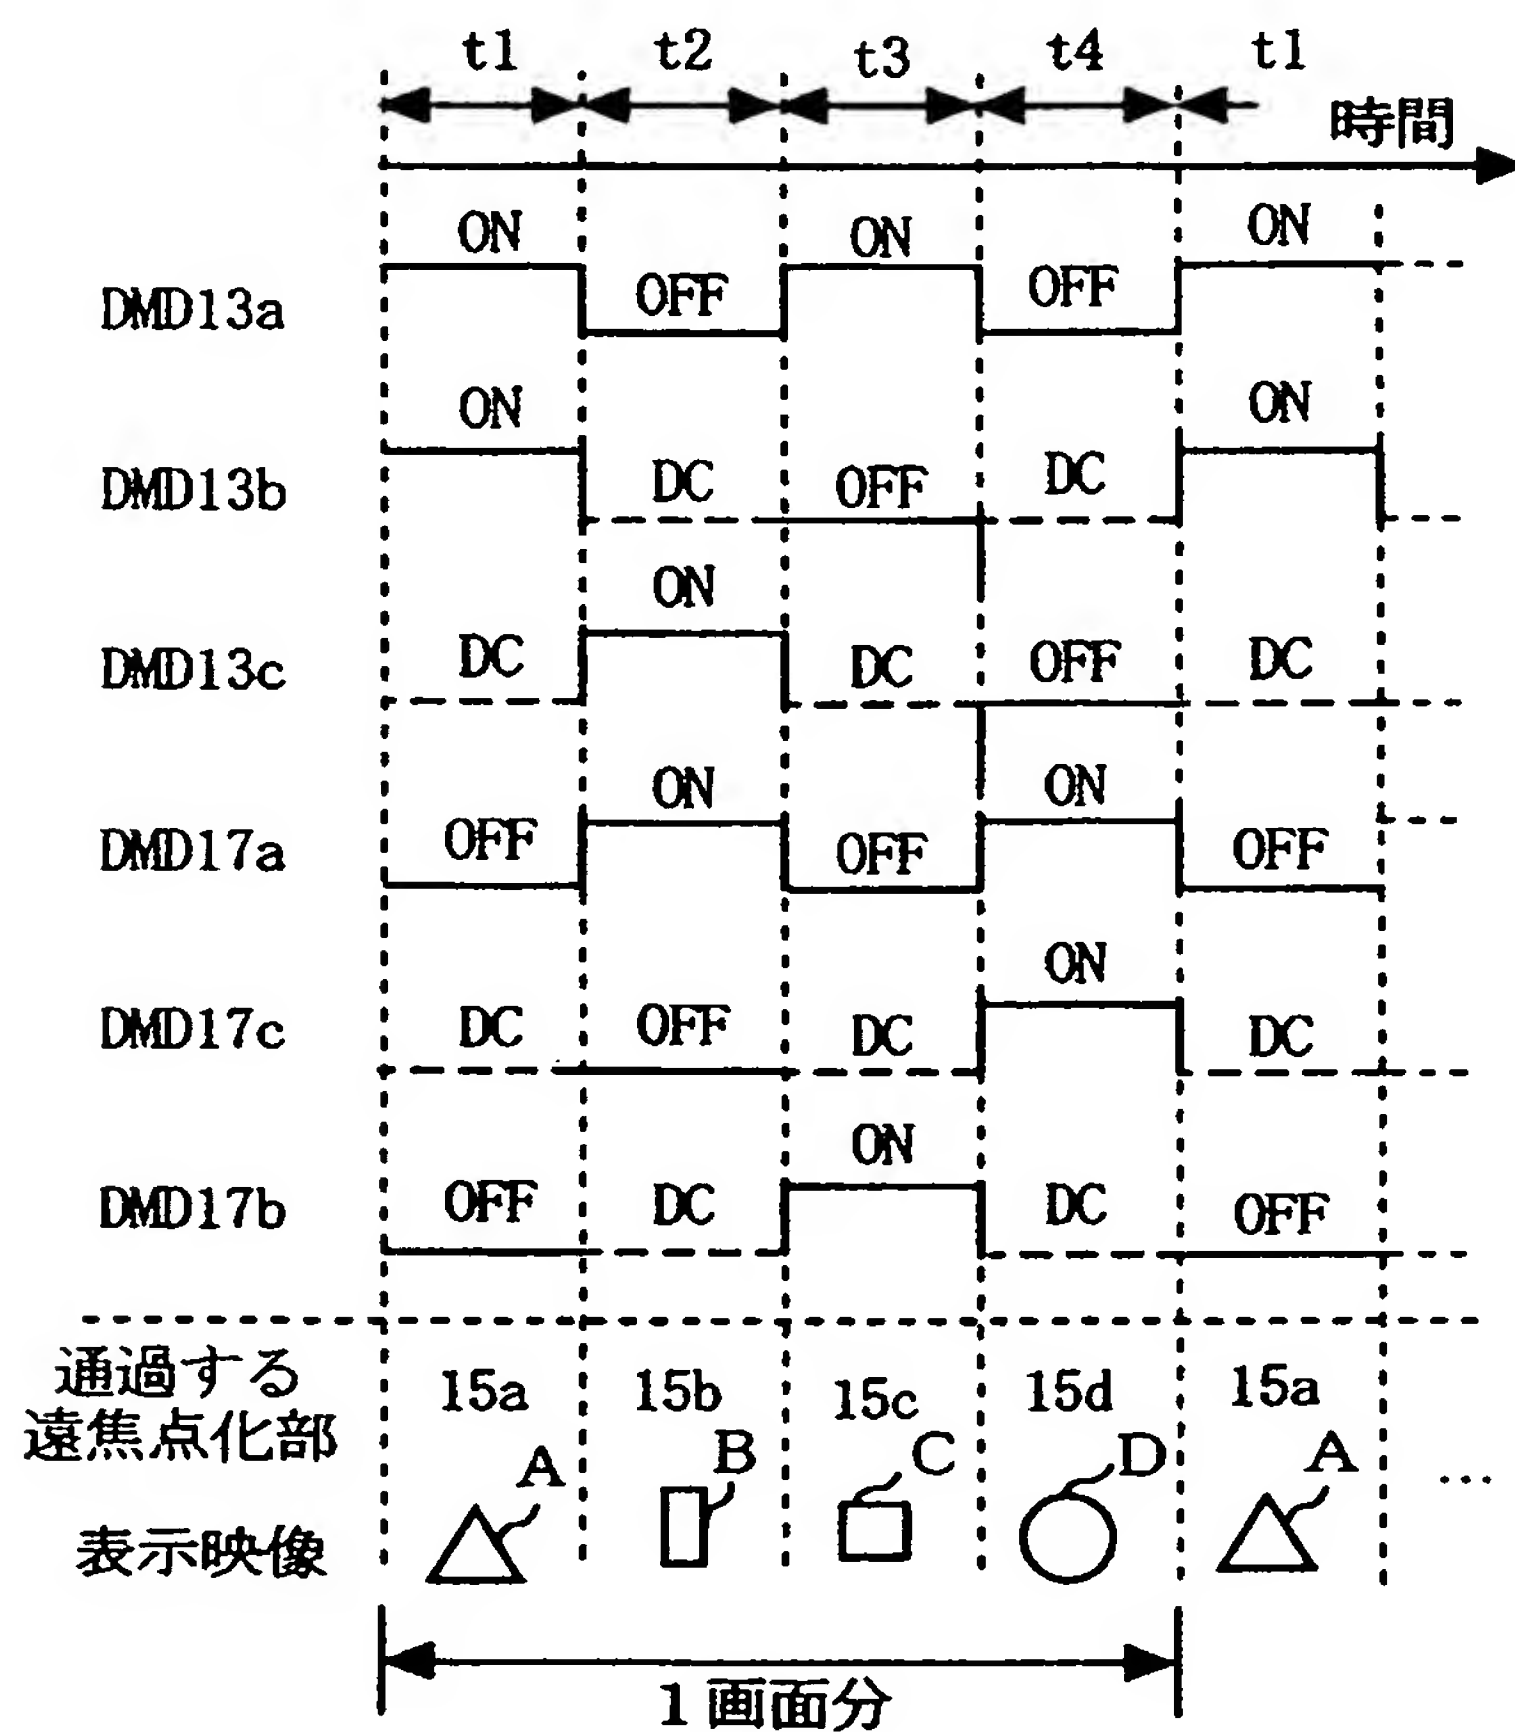 t1 t2 t3 t4 t1
時間
ON OFF ON OFF ON
DMD13a
ON DC OFF DC ON
DMD13b
DC ON DC OFF DC
DMD13c
OFF ON OFF ON OFF
DMD17a
DC OFF DC ON DC
DMD17c
OFF DC ON DC OFF
DMD17b
通過する
遠焦点化部
15a 15b 15c 15d 15a
A B C D A
...
表示映像
1画面分